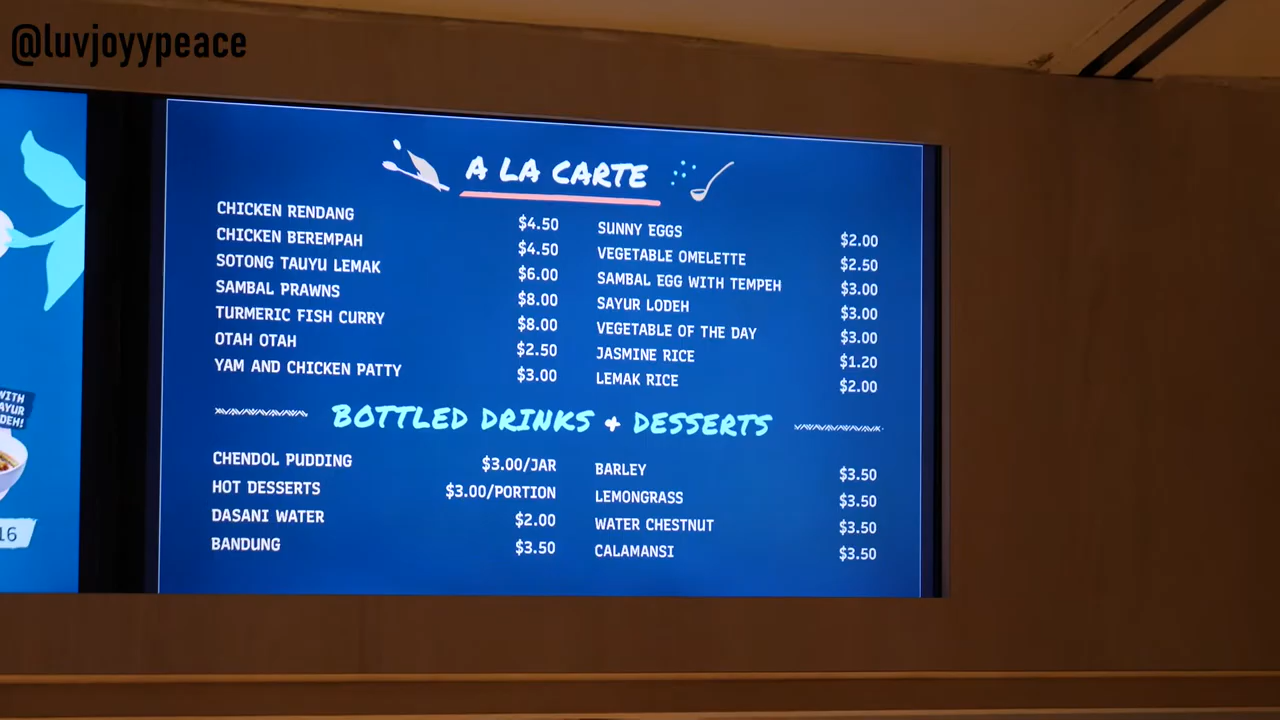 @luvjoyypeace
A LA CARTE
CHICKEN RENDANG $4.50
CHICKEN BEREMPAH $4.50
SOTONG TAUYU LEMAK $6.00
SAMBAL PRAWNS $8.00
TURMERIC FISH CURRY $8.00
OTAH OTAH $2.50
YAM AND CHICKEN PATTY $3.00
SUNNY EGGS $2.00
VEGETABLE OMELETTE $2.50
SAMBAL EGG WITH TEMPEH $3.00
SAYUR LODEH $3.00
VEGETABLE OF THE DAY $3.00
JASMINE RICE $1.20
LEMAK RICE $2.00
BOTTLED DRINKS + DESSERTS
CHENDOL PUDDING $3.00/JAR
HOT DESSERTS $3.00/PORTION
DASANI WATER $2.00
BANDUNG $3.50
BARLEY $3.50
LEMONGRASS $3.50
WATER CHESTNUT $3.50
CALAMANSI $3.50